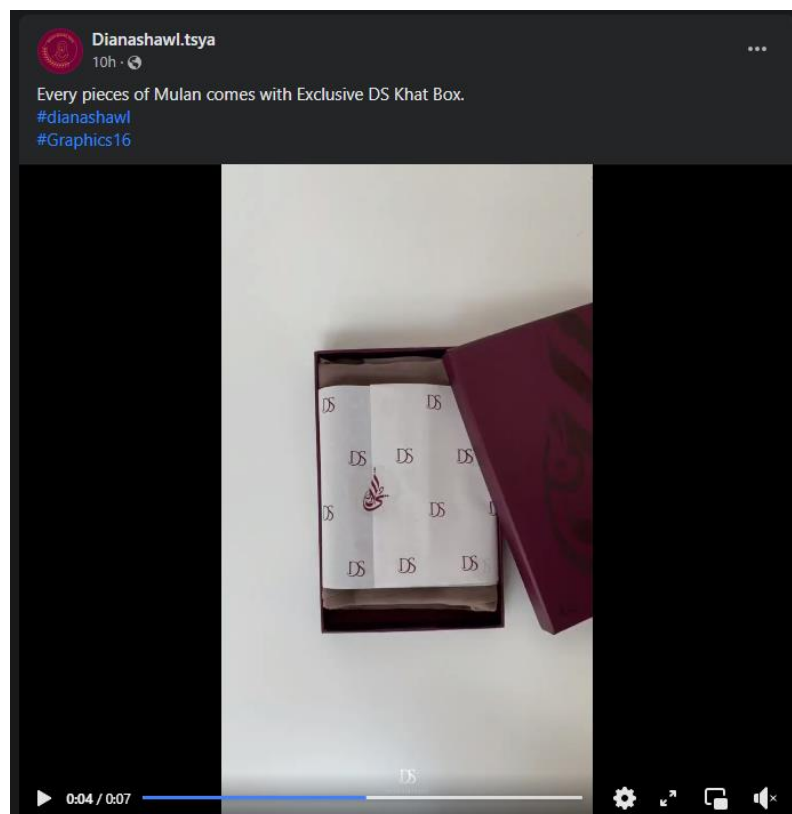 Dianashawl.tsya
10h
Every pieces of Mulan comes with Exclusive DS Khat Box.
#dianashawl
#Graphics16
DS DS
DS DS DS
DS DS D
DS DS DS
DS
0:04 / 0:07